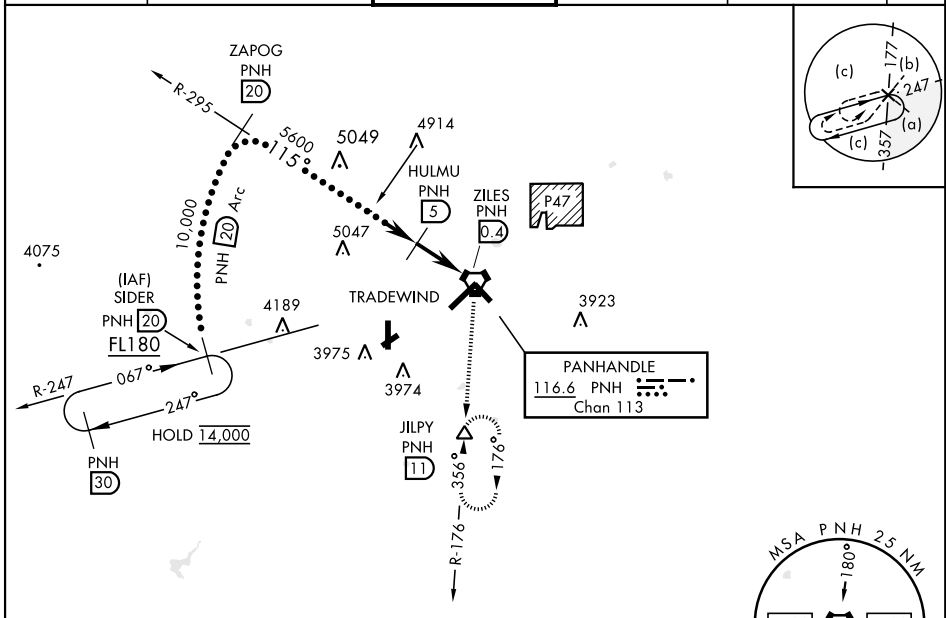 ZAPOG
PNH
20
R-295
5600
115°
5049
4914
HULMU
PNH
5
ZILES
PNH
0.4
P47
177
(b)
(c)
247
(a)
(c)
357
10,000
PNH 20 Arc
5047
4075
(IAF)
SIDER
PNH 20
FL180
4189
TRADEWIND
3923
3975
3974
R-247
067°
247°
HOLD 14,000
PNH
30
PANHANDLE
116.6 PNH
Chan 113
JILPY
PNH
11
356°
176°
R-176
MSA PNH 25 NM
180°